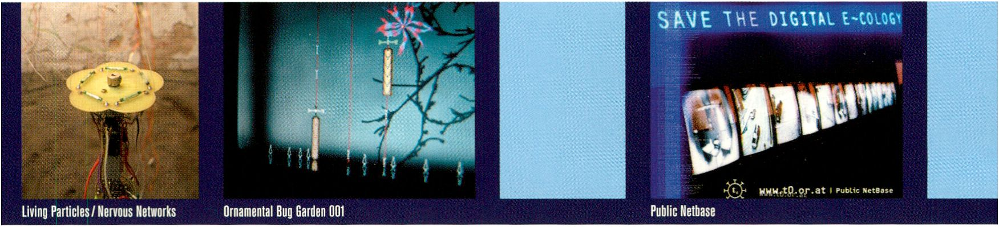 SAVE THE DIGITAL E~COLOGY
t0
www.t0.or.at | Public NetBase
Living Particles / Nervous Networks
Ornamental Bug Garden 001
Public Netbase